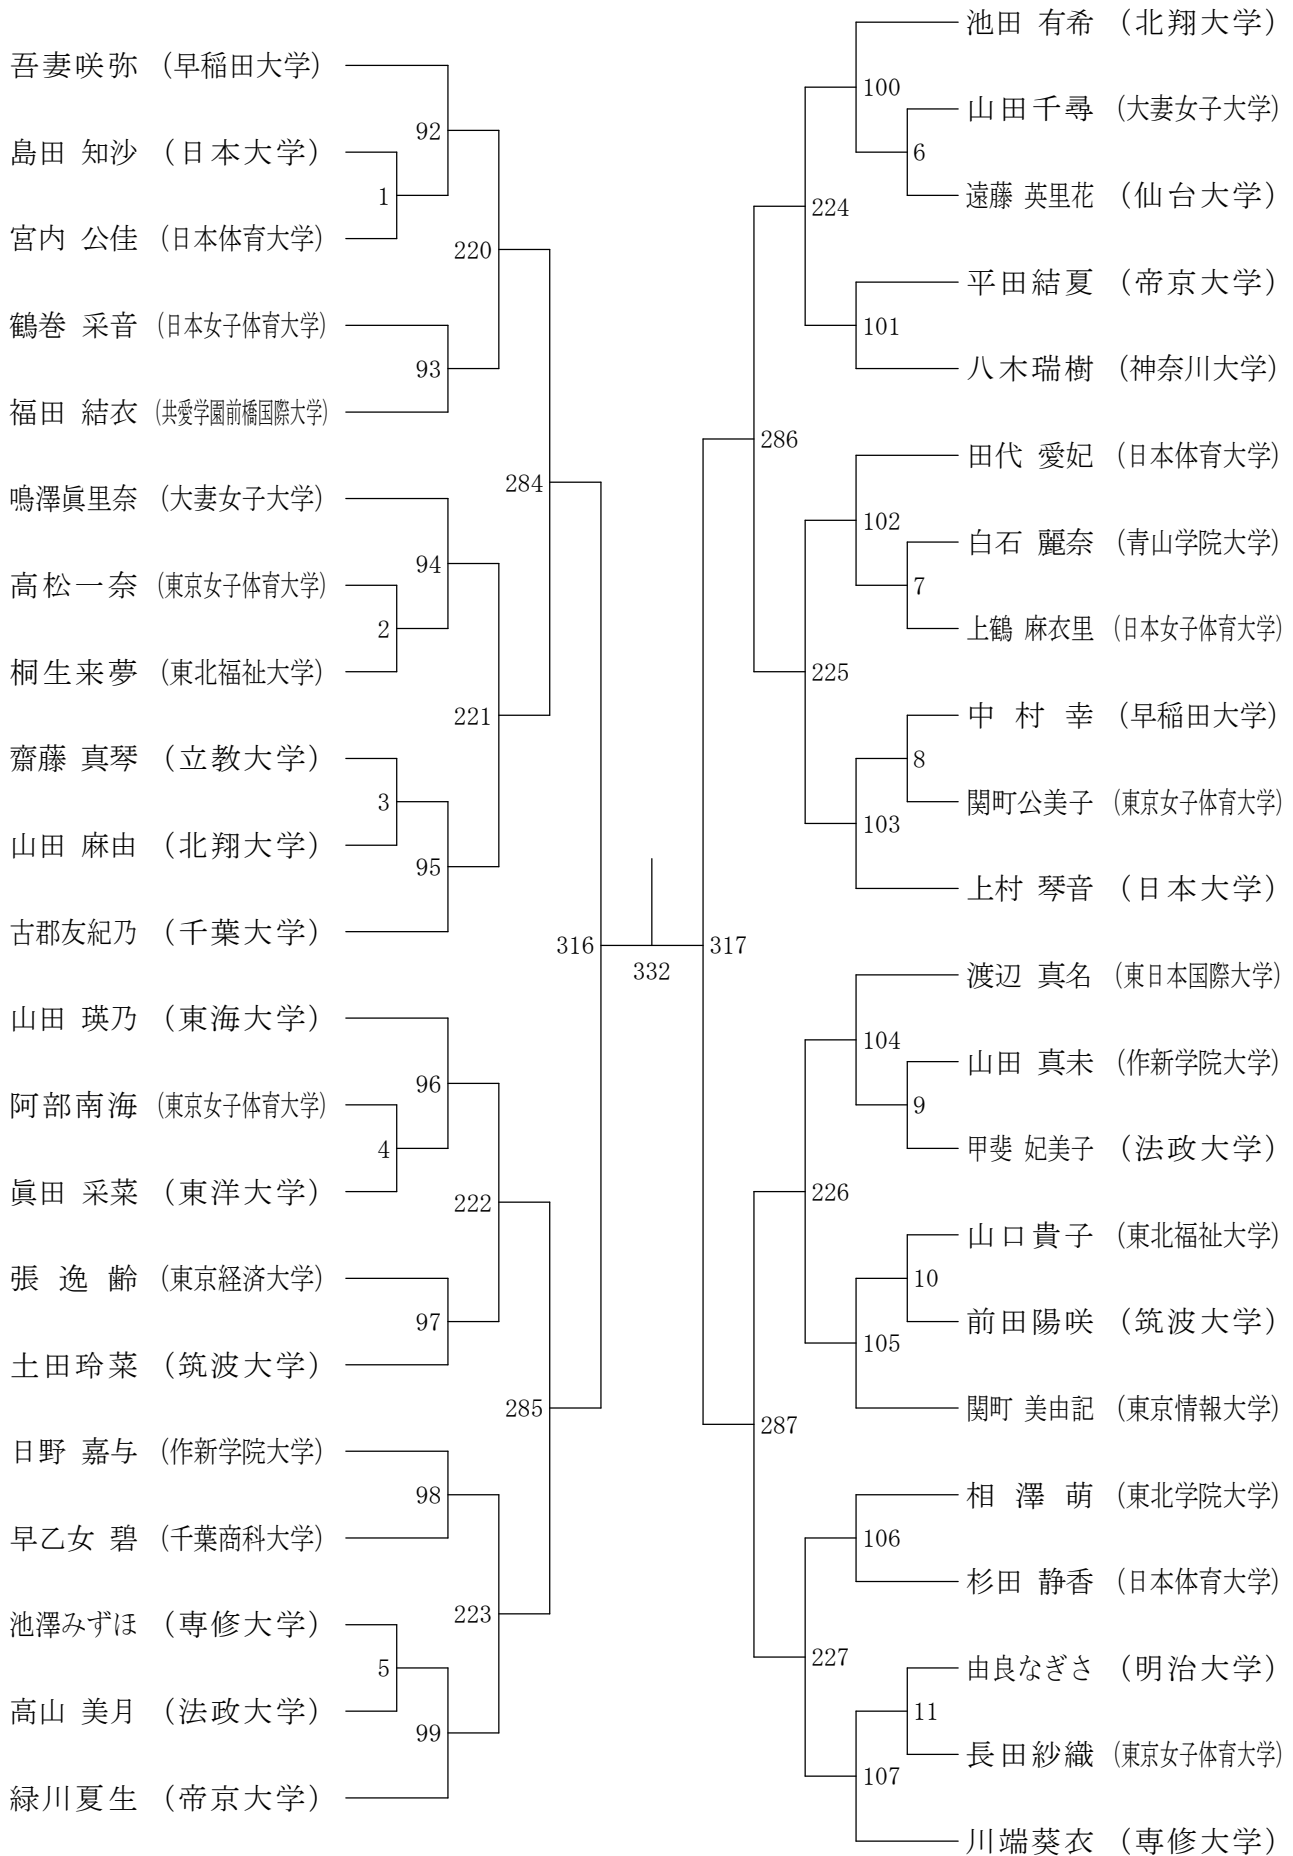 吾妻咲弥 (早稲田大学)
島田 知沙 (日本大学)
宮内 公佳 (日本体育大学)
鶴巻 采音 (日本女子体育大学)
福田 結衣 (共愛学園前橋国際大学)
鳴澤眞里奈 (大妻女子大学)
高松一奈 (東京女子体育大学)
桐生来夢 (東北福祉大学)
齋藤 真琴 (立教大学)
山田 麻由 (北翔大学)
古郡友紀乃 (千葉大学)
山田 瑛乃 (東海大学)
阿部南海 (東京女子体育大学)
眞田 采菜 (東洋大学)
張 逸 齢 (東京経済大学)
土田玲菜 (筑波大学)
日野 嘉与 (作新学院大学)
早乙女 碧 (千葉商科大学)
池澤みずほ (専修大学)
高山 美月 (法政大学)
緑川夏生 (帝京大学)
1
2
3
4
5
92
93
94
95
96
97
98
99
220
221
222
223
284
285
316
332
317
286
287
224
225
226
227
100
101
102
103
104
105
106
107
6
7
8
9
10
11
池田 有希 (北翔大学)
山田千尋 (大妻女子大学)
遠藤 英里花 (仙台大学)
平田結夏 (帝京大学)
八木瑞樹 (神奈川大学)
田代 愛妃 (日本体育大学)
白石 麗奈 (青山学院大学)
上鶴 麻衣里 (日本女子体育大学)
中 村 幸 (早稲田大学)
関町公美子 (東京女子体育大学)
上村 琴音 (日本大学)
渡辺 真名 (東日本国際大学)
山田 真未 (作新学院大学)
甲斐 妃美子 (法政大学)
山口貴子 (東北福祉大学)
前田陽咲 (筑波大学)
関町 美由記 (東京情報大学)
相 澤 萌 (東北学院大学)
杉田 静香 (日本体育大学)
由良なぎさ (明治大学)
長田紗織 (東京女子体育大学)
川端葵衣 (専修大学)